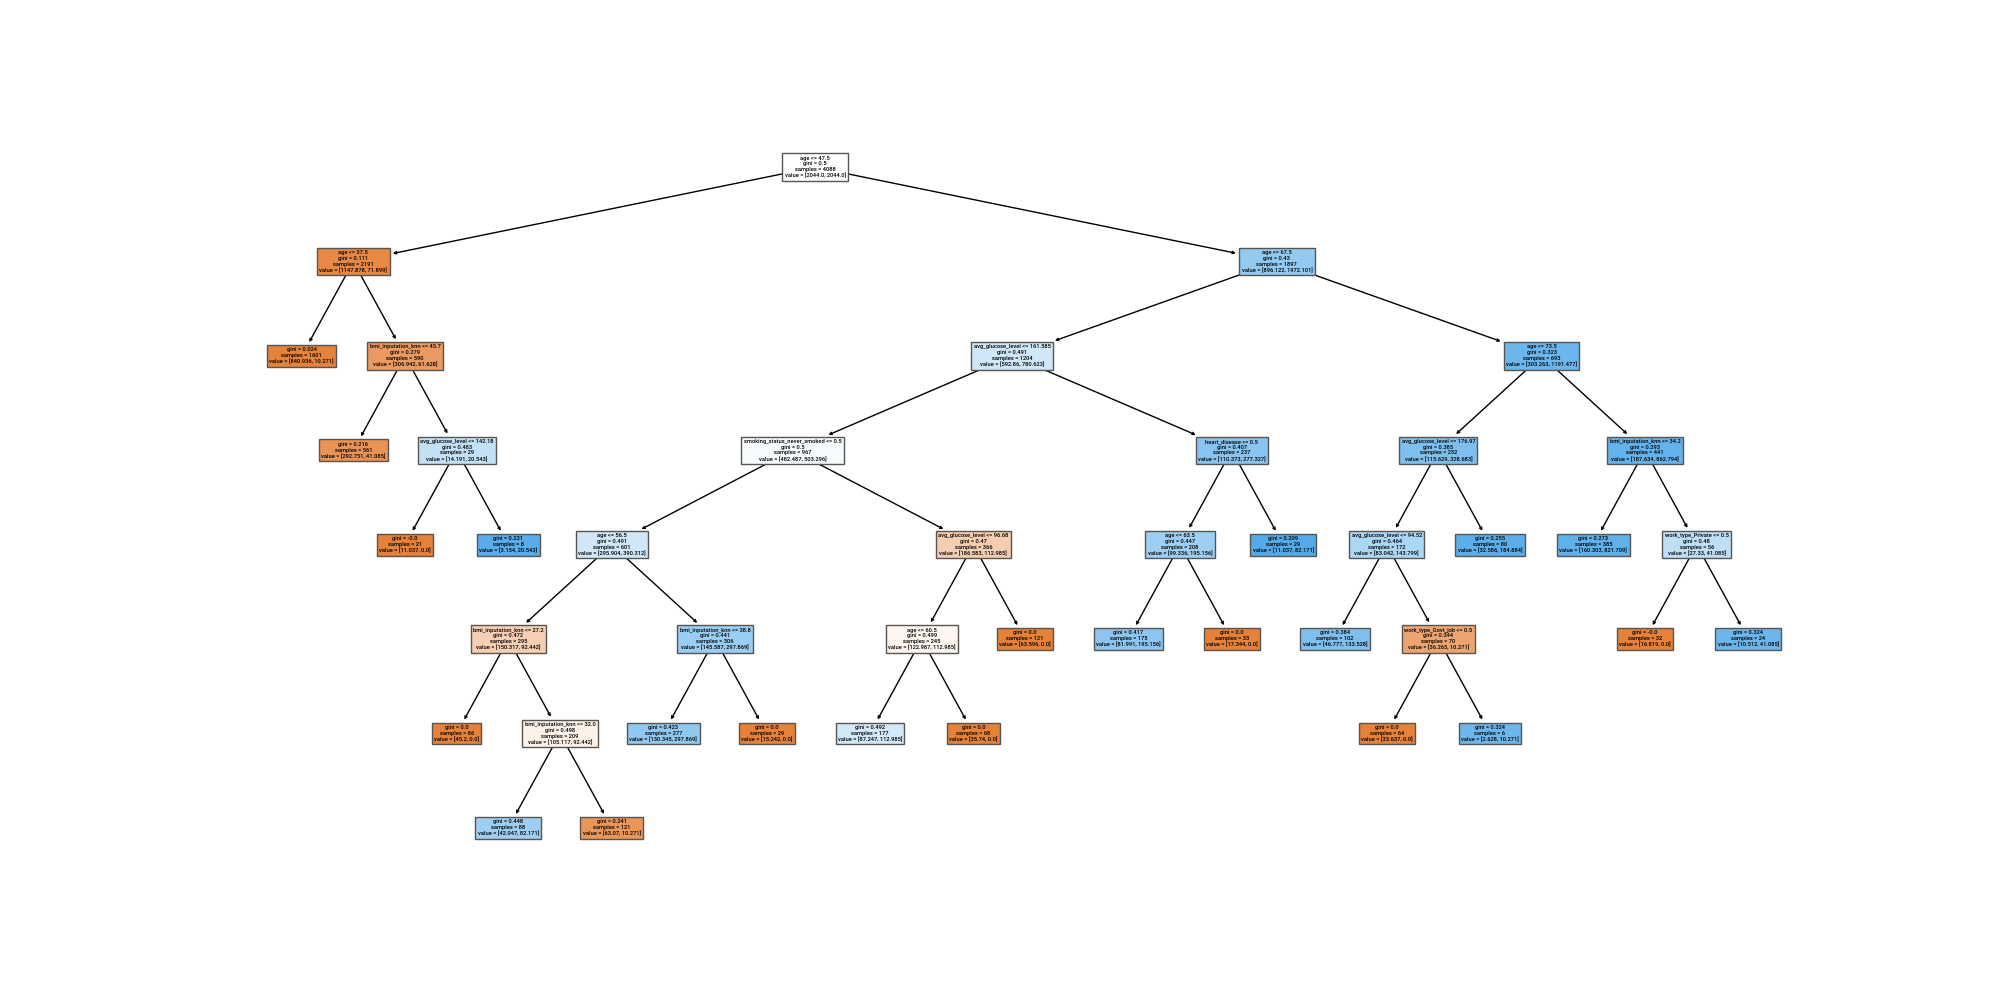 age <= 47.5
gini = 0.5
samples = 4088
value = [2044.0, 2044.0]
age <= 37.5
gini = 0.111
samples = 2191
value = [1147.878, 71.899]
age <= 67.5
gini = 0.43
samples = 1897
value = [896.122, 1972.101]
gini = 0.024
samples = 1601
value = [840.936, 10.271]
bmi_inputation_knn <= 45.7
gini = 0.279
samples = 590
value = [306.942, 61.628]
avg_glucose_level <= 161.585
gini = 0.491
samples = 1204
value = [592.86, 780.623]
age <= 73.5
gini = 0.323
samples = 693
value = [303.263, 1191.477]
gini = 0.216
samples = 561
value = [292.751, 41.085]
avg_glucose_level <= 142.18
gini = 0.483
samples = 29
value = [14.191, 20.543]
smoking_status_never_smoked <= 0.5
gini = 0.5
samples = 967
value = [482.487, 503.296]
heart_disease <= 0.5
gini = 0.407
samples = 237
value = [110.373, 277.327]
avg_glucose_level <= 176.97
gini = 0.385
samples = 252
value = [115.629, 328.683]
bmi_inputation_knn <= 34.2
gini = 0.293
samples = 441
value = [187.634, 862.794]
gini = -0.0
samples = 21
value = [11.037, 0.0]
gini = 0.231
samples = 8
value = [3.154, 20.543]
age <= 56.5
gini = 0.491
samples = 601
value = [295.904, 390.312]
avg_glucose_level <= 96.68
gini = 0.47
samples = 366
value = [186.583, 112.985]
age <= 63.5
gini = 0.447
samples = 208
value = [99.336, 195.156]
gini = 0.209
samples = 29
value = [11.037, 82.171]
avg_glucose_level <= 94.52
gini = 0.464
samples = 172
value = [83.042, 143.799]
gini = 0.255
samples = 80
value = [32.586, 184.884]
gini = 0.273
samples = 385
value = [160.303, 821.709]
work_type_Private <= 0.5
gini = 0.48
samples = 56
value = [27.33, 41.085]
bmi_inputation_knn <= 27.2
gini = 0.472
samples = 295
value = [150.317, 92.442]
bmi_inputation_knn <= 38.8
gini = 0.441
samples = 306
value = [145.587, 297.869]
age <= 60.5
gini = 0.499
samples = 245
value = [122.987, 112.985]
gini = 0.0
samples = 121
value = [63.596, 0.0]
gini = 0.417
samples = 175
value = [81.991, 195.156]
gini = 0.0
samples = 33
value = [17.344, 0.0]
gini = 0.384
samples = 102
value = [46.777, 133.528]
work_type_Govt_job <= 0.5
gini = 0.344
samples = 70
value = [36.265, 10.271]
gini = -0.0
samples = 32
value = [16.819, 0.0]
gini = 0.324
samples = 24
value = [10.512, 41.085]
gini = 0.0
samples = 86
value = [45.2, 0.0]
bmi_inputation_knn <= 32.0
gini = 0.498
samples = 209
value = [105.117, 92.442]
gini = 0.423
samples = 277
value = [130.345, 297.869]
gini = 0.0
samples = 29
value = [15.242, 0.0]
gini = 0.492
samples = 177
value = [87.247, 112.985]
gini = 0.0
samples = 68
value = [35.74, 0.0]
gini = 0.0
samples = 64
value = [33.637, 0.0]
gini = 0.324
samples = 6
value = [2.628, 10.271]
gini = 0.448
samples = 88
value = [42.047, 82.171]
gini = 0.241
samples = 121
value = [63.07, 10.271]